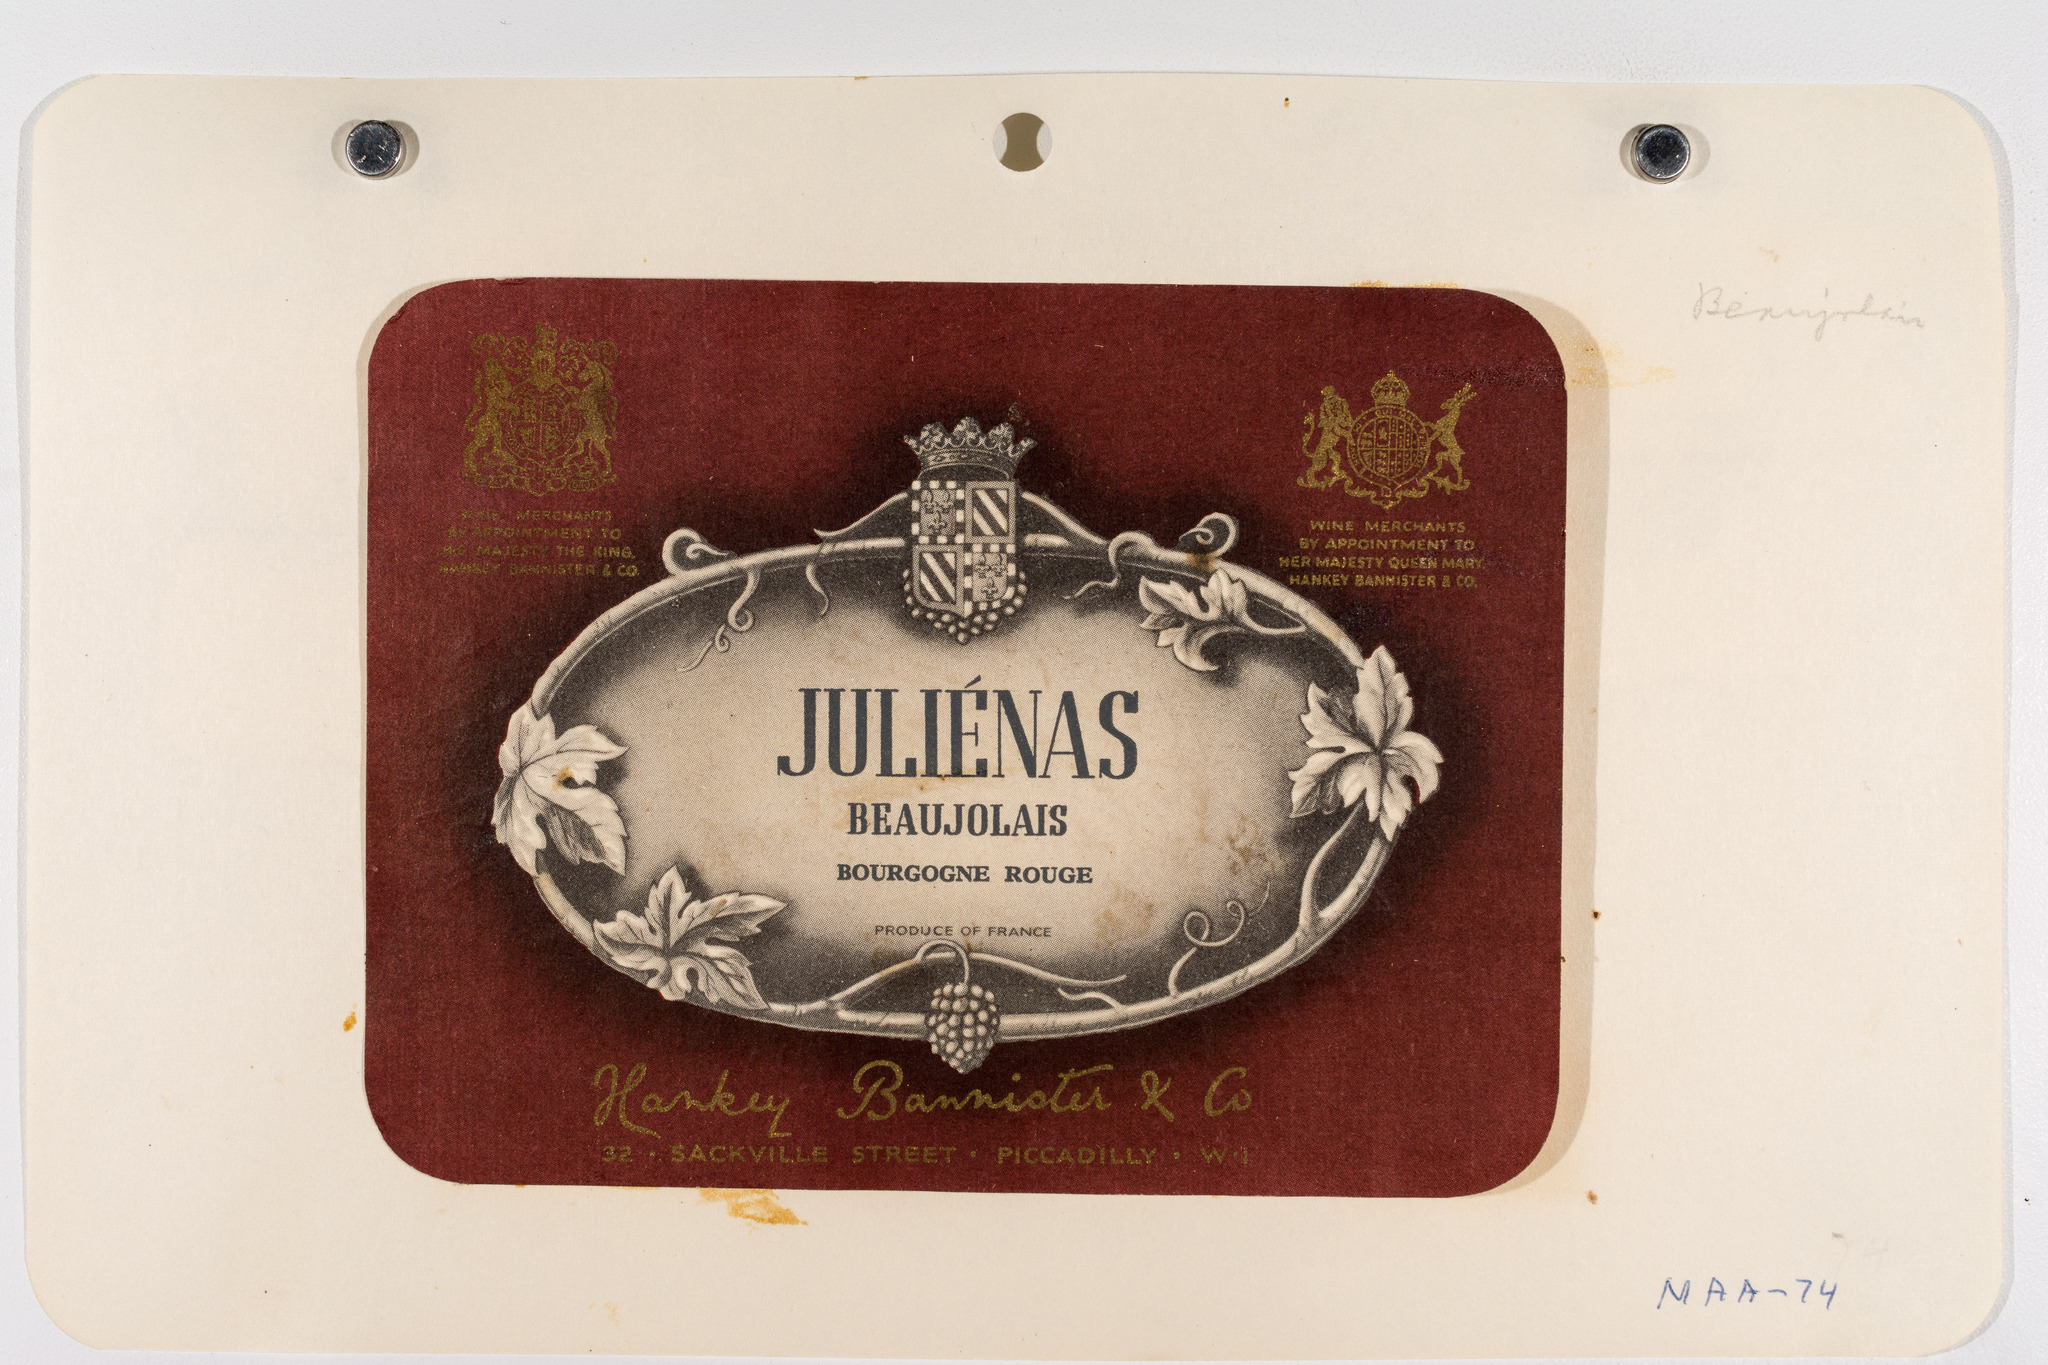 Beaujolais
WINE MERCHANTS
BY APPOINTMENT TO
HIS MAJESTY THE KING.
HANKEY BANNISTER & CO.
WINE MERCHANTS
BY APPOINTMENT TO
HER MAJESTY QUEEN MARY.
HANKEY BANNISTER & CO.
JULIÉNAS
BEAUJOLAIS
BOURGOGNE ROUGE
PRODUCE OF FRANCE
Hankey Bannister & Co
32 · SACKVILLE STREET · PICCADILLY · W·1
74
MAA-74